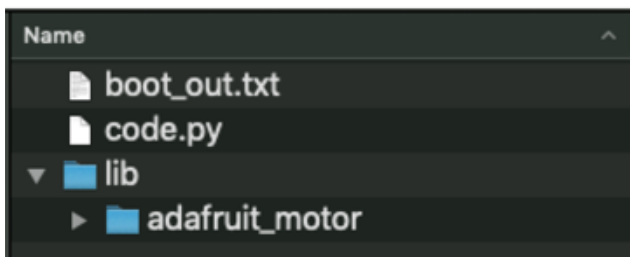 Name
boot_out.txt
code.py
lib
adafruit_motor